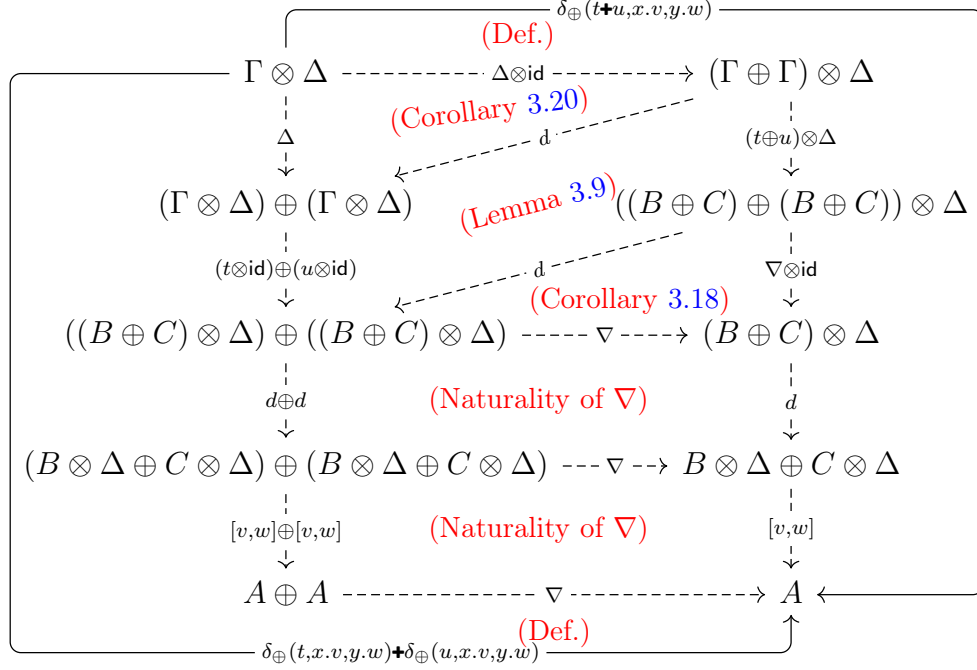 δ⊕(t✚u,x.v,y.w)
(Def.)
Γ ⊗ Δ Δ⊗id (Γ ⊕ Γ) ⊗ Δ
(Corollary 3.20)
Δ d (t⊕u)⊗Δ
(Γ ⊗ Δ) ⊕ (Γ ⊗ Δ) (Lemma 3.9) ((B ⊕ C) ⊕ (B ⊕ C)) ⊗ Δ
(t⊗id)⊕(u⊗id) d ∇⊗id
(Corollary 3.18)
((B ⊕ C) ⊗ Δ) ⊕ ((B ⊕ C) ⊗ Δ) ∇ (B ⊕ C) ⊗ Δ
d⊕d (Naturality of ∇) d
(B ⊗ Δ ⊕ C ⊗ Δ) ⊕ (B ⊗ Δ ⊕ C ⊗ Δ) ∇ B ⊗ Δ ⊕ C ⊗ Δ
[v,w]⊕[v,w] (Naturality of ∇) [v,w]
A ⊕ A ∇ A
(Def.)
δ⊕(t,x.v,y.w)✚δ⊕(u,x.v,y.w)